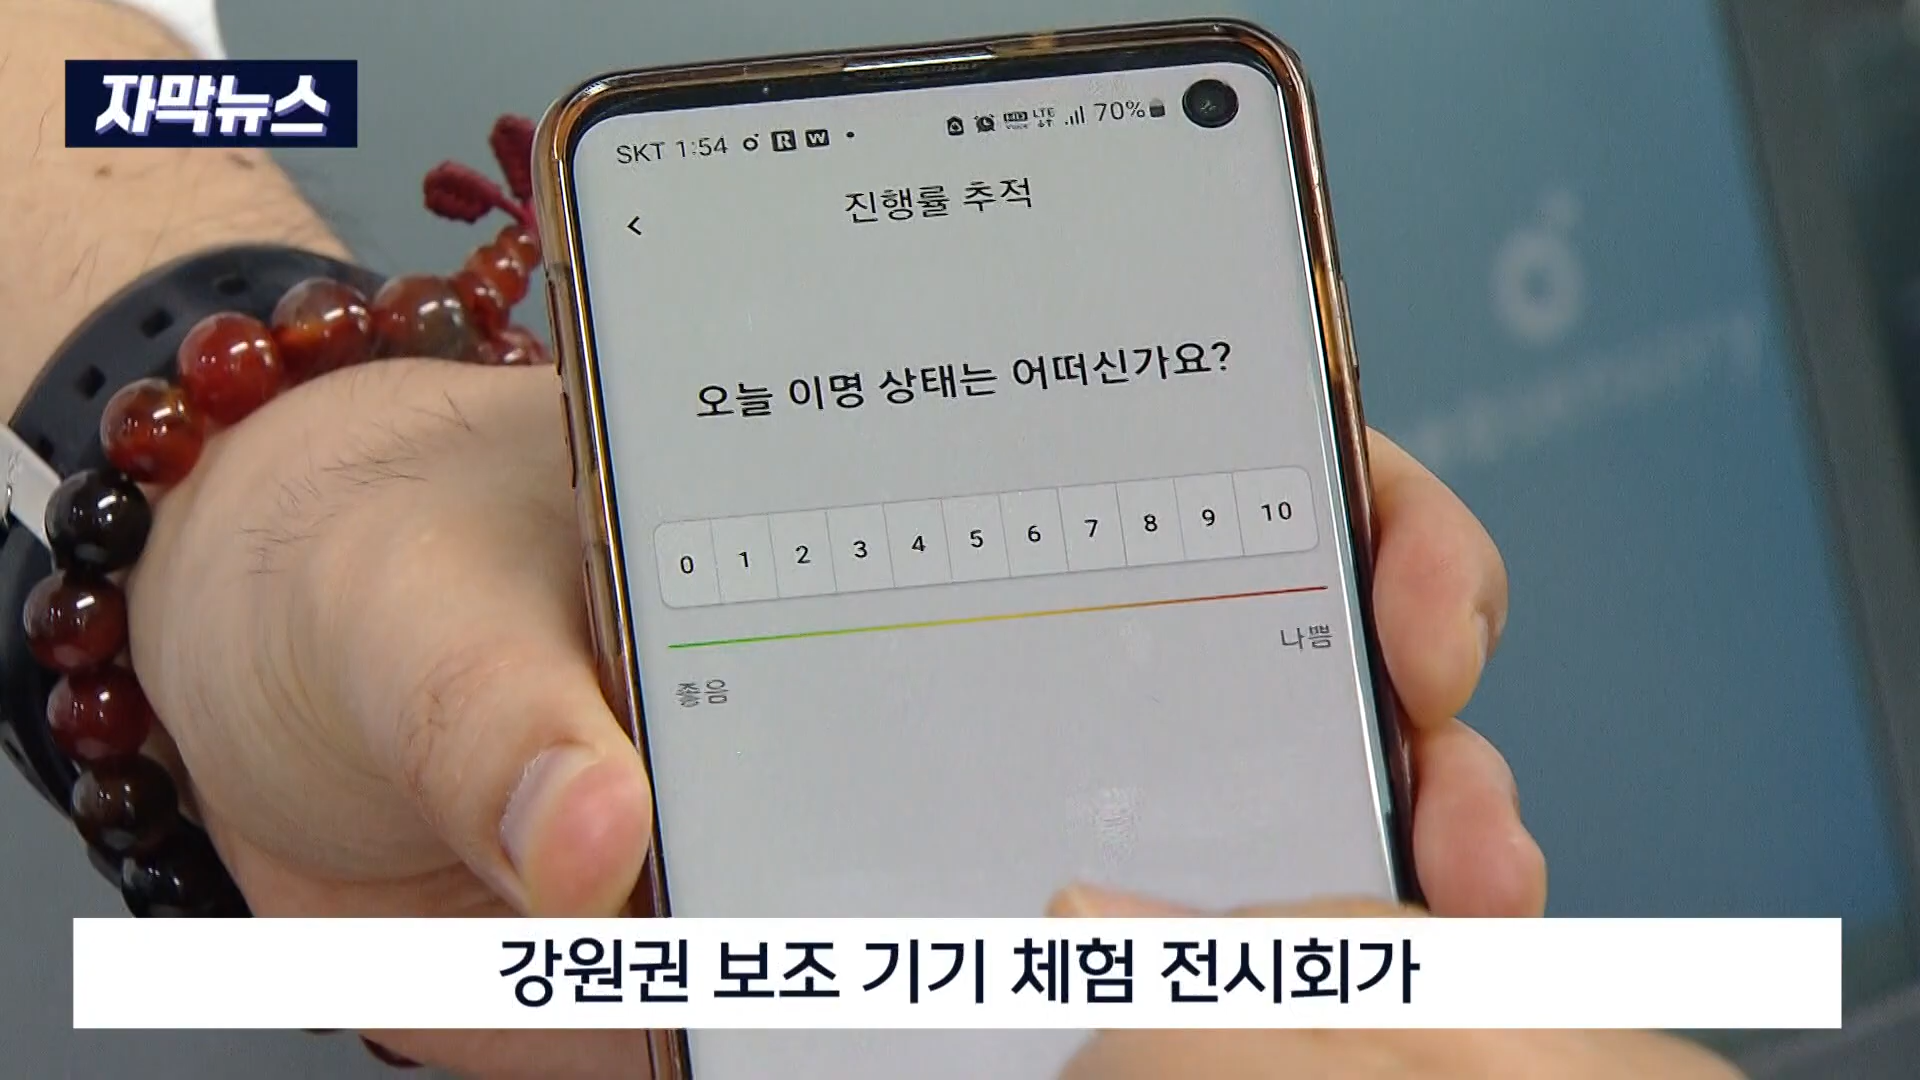 자막뉴스
SKT 1:54
LTE 70%
진행률 추적
오늘 이명 상태는 어떠신가요?
0 1 2 3 4 5 6 7 8 9 10
나쁨
좋음
강원권 보조 기기 체험 전시회가